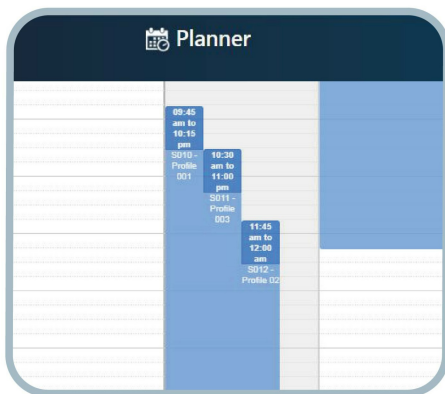 Planner
09:45
am to
10:15
pm
S010 -
Profile
001
10:30
am to
11:00
pm
S011 -
Profile
003
11:45
am to
12:00
am
S012 -
Profile 02